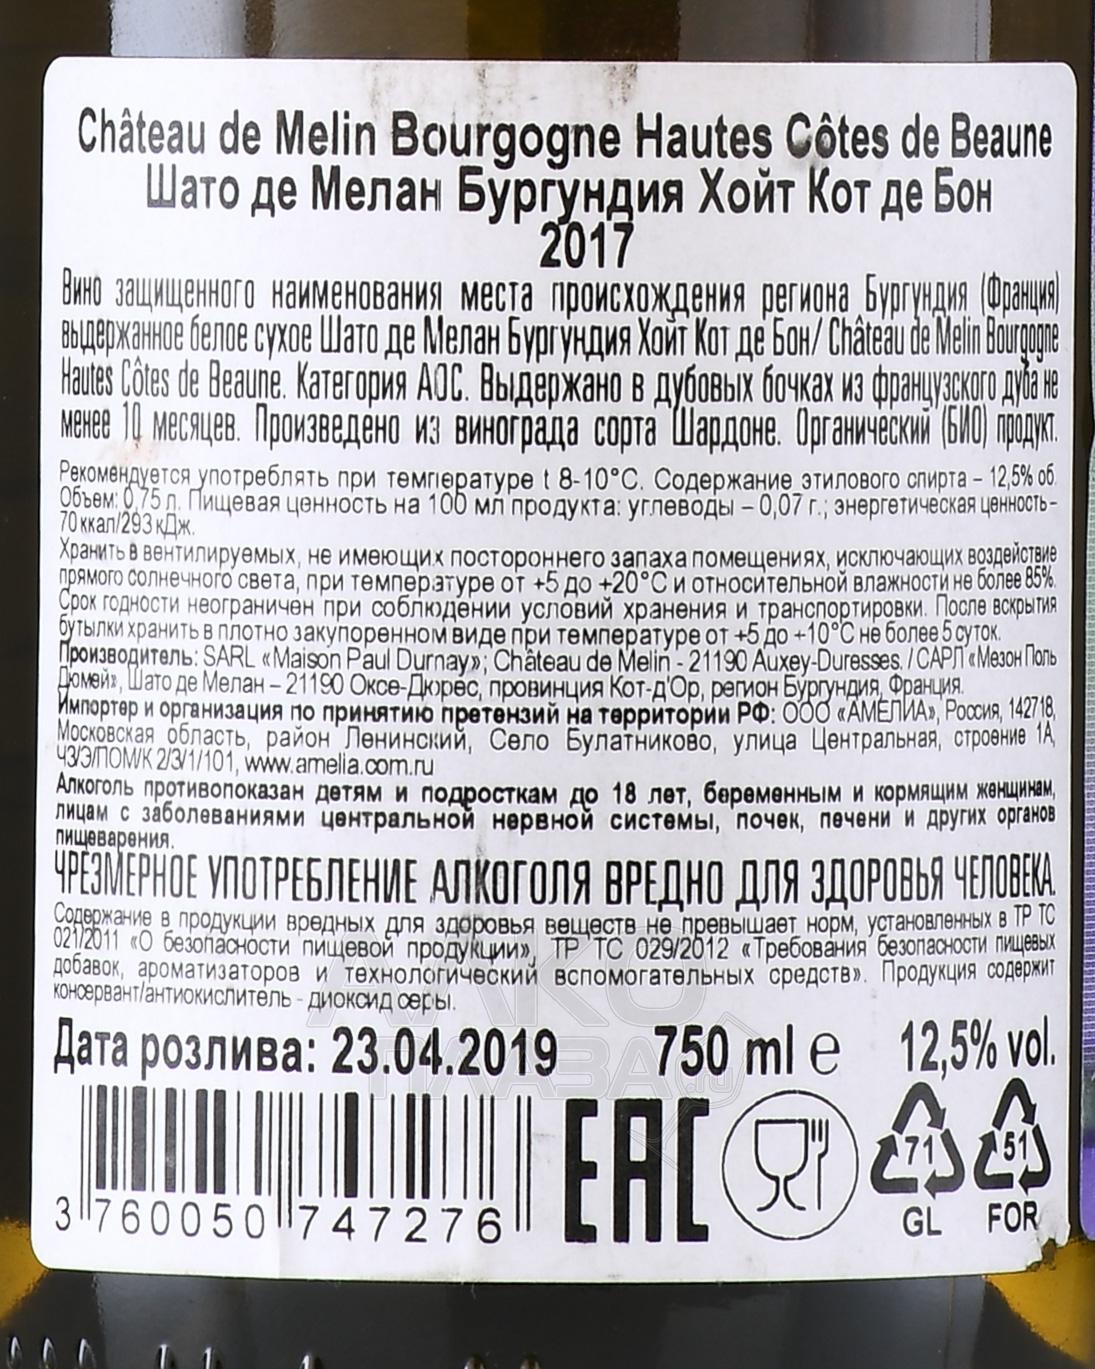 Château de Melin Bourgogne Hautes Côtes de Beaune
Шато де Мелан Бургундия Хойт Кот де Бон
2017
Вино защищенного наименования места происхождения региона Бургундия (Франция)
выдержанное белое сухое Шато де Мелан Бургундия Хойт Кот де Бон/ Château de Melin Bourgogne
Hautes Côtes de Beaune. Категория АОС. Выдержано в дубовых бочках из французского дуба не
менее 10 месяцев. Произведено из винограда сорта Шардоне. Органический (БИО) продукт.
Рекомендуется употреблять при температуре t 8-10°C. Содержание этилового спирта – 12,5% об.
Объем: 0,75 л. Пищевая ценность на 100 мл продукта: углеводы – 0,07 г.; энергетическая ценность-
70 ккал/293 кДж.
Хранить в вентилируемых, не имеющих постороннего запаха помещениях, исключающих воздействие
прямого солнечного света, при температуре от +5 до +20°C и относительной влажности не более 85%.
Срок годности неограничен при соблюдении условий хранения и транспортировки. После вскрытия
бутылки хранить в плотно закупоренном виде при температуре от +5 до +10°C не более 5 суток.
Производитель: SARL «Maison Paul Dumay»; Château de Melin - 21190 Auxey-Duresses. / САРЛ «Мезон Поль
Дюмей», Шато де Мелан – 21190 Оксе-Дюрес, провинция Кот-д'Ор, регион Бургундия, Франция.
Импортер и организация по принятию претензий на территории РФ: ООО «АМЕЛИА», Россия, 142718,
Московская область, район Ленинский, Село Булатниково, улица Центральная, строение 1А,
ЧЗ/Э/ПОМ/К 2/3/1/101, www.amelia.com.ru
Алкоголь противопоказан детям и подросткам до 18 лет, беременным и кормящим женщинам,
лицам с заболеваниями центральной нервной системы, почек, печени и других органов
пищеварения.
ЧРЕЗМЕРНОЕ УПОТРЕБЛЕНИЕ АЛКОГОЛЯ ВРЕДНО ДЛЯ ЗДОРОВЬЯ ЧЕЛОВЕКА.
Содержание в продукции вредных для здоровья веществ не превышает норм, установленных в ТР ТС
021/2011 «О безопасности пищевой продукции», ТР ТС 029/2012 «Требования безопасности пищевых
добавок, ароматизаторов и технологический вспомогательных средств». Продукция содержит
консервант/антиокислитель - диоксид серы.
Дата розлива: 23.04.2019 750 ml e 12,5% vol.
3 760050 747276 EAC 71 GL 51 FOR
АЛКО
ПЛАЗА.ru